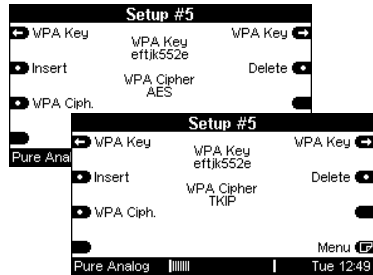 Setup #5
WPA Key WPA Key
WPA Key
eftjk552e
Insert Delete
WPA Cipher
AES
WPA Ciph.
Pure Anal
Setup #5
WPA Key WPA Key
WPA Key
eftjk552e
Insert Delete
WPA Cipher
TKIP
WPA Ciph.
Menu
Pure Analog Tue 12:49